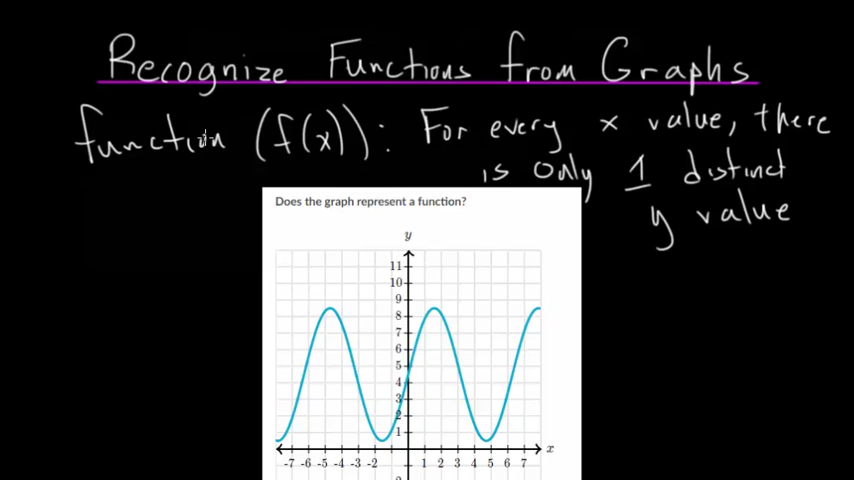 Recognize Functions from Graphs
function (f(x)): For every x value, there
is only 1 distinct
y value
Does the graph represent a function?
y
11
10
9
8
7
6
5
4
3
2
1
x
-7 -6 -5 -4 -3 -2 1 2 3 4 5 6 7